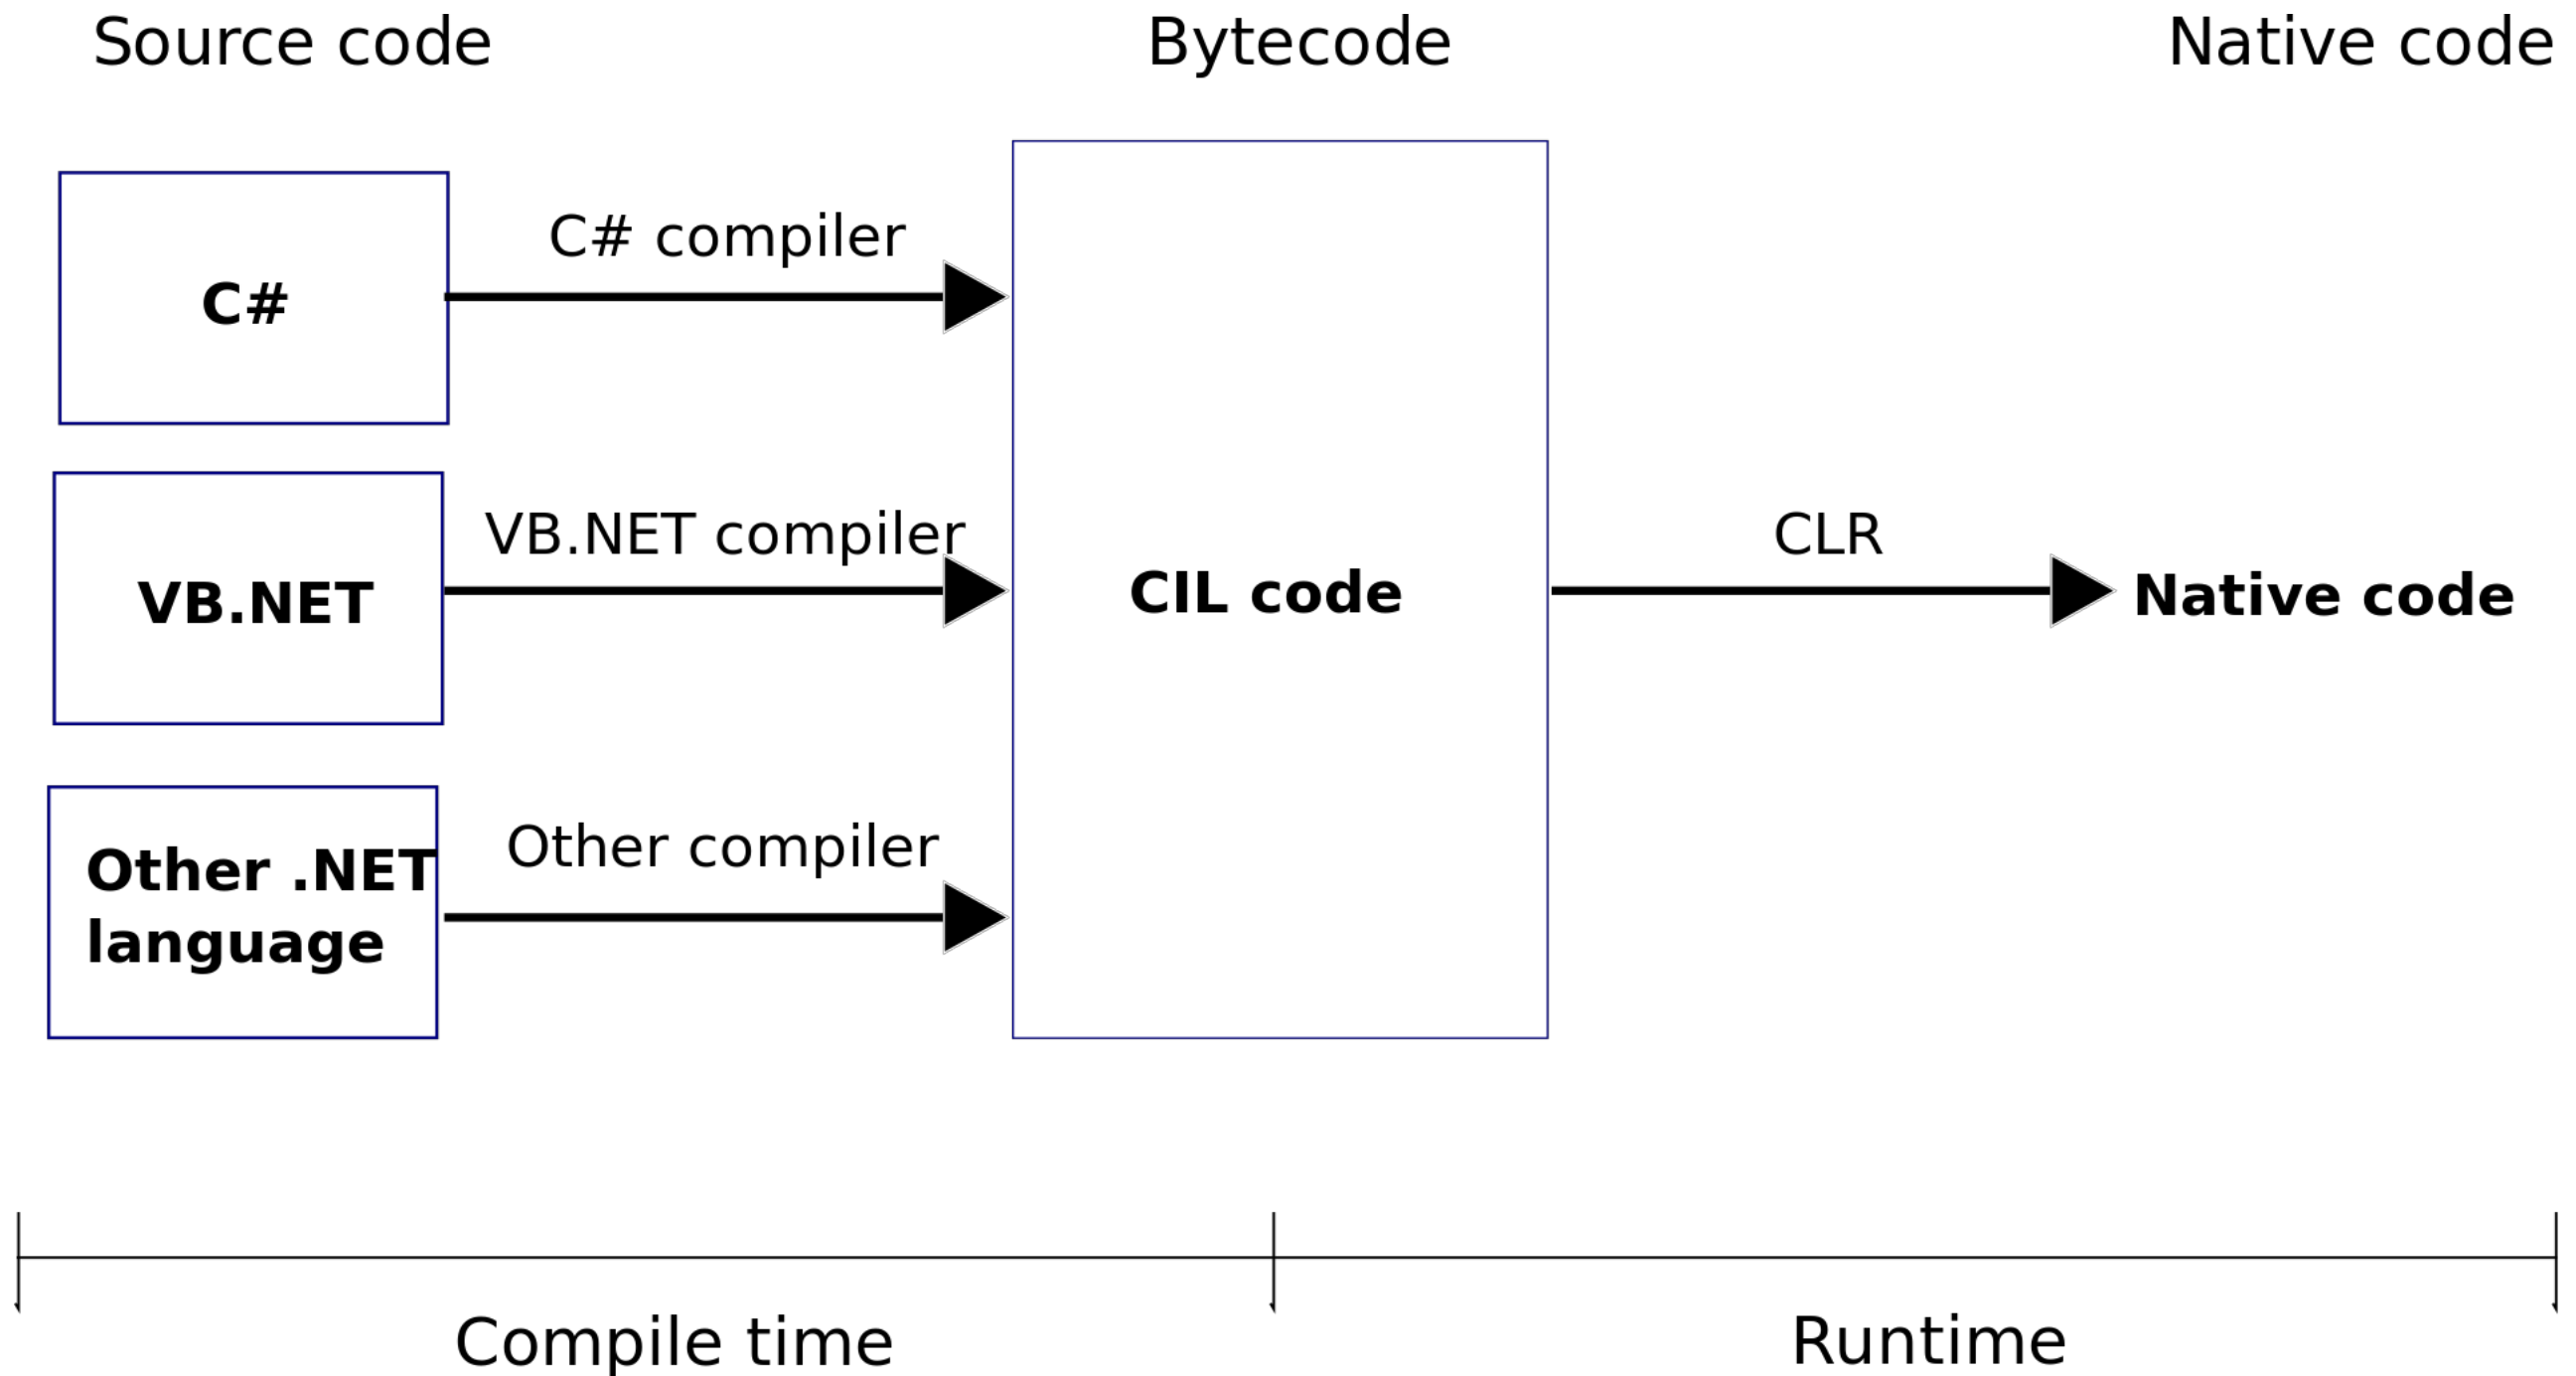 Source code
Bytecode
Native code
C# compiler
C#
VB.NET compiler
CLR
VB.NET
CIL code
Native code
Other compiler
Other .NET
language
Compile time
Runtime